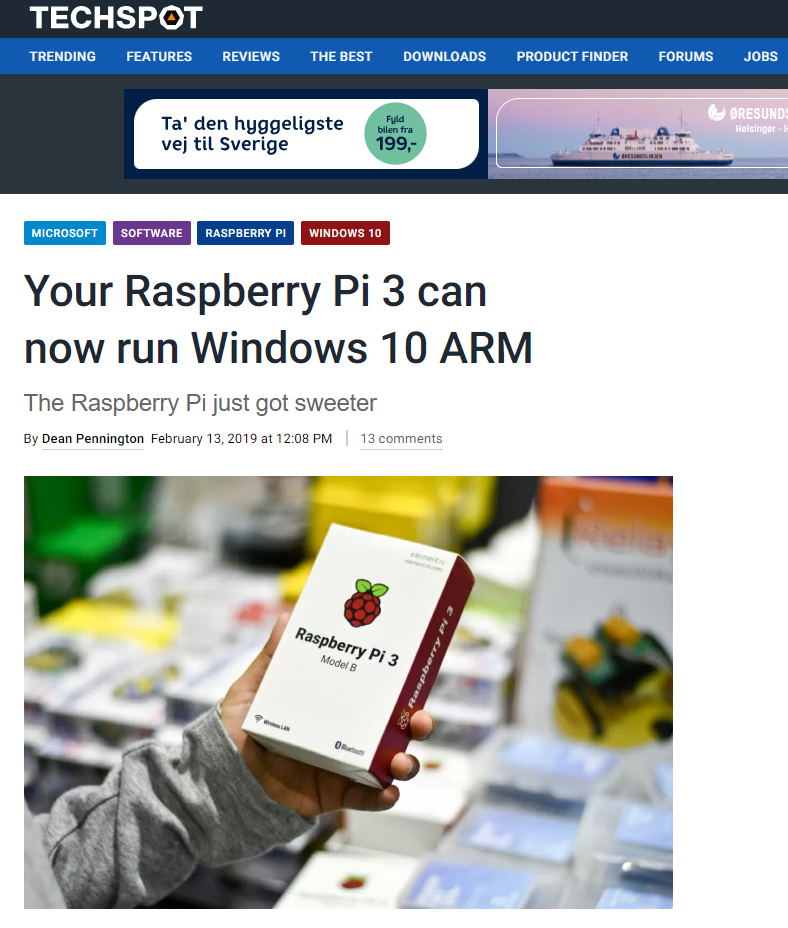 TECHSPOT
TRENDING FEATURES REVIEWS THE BEST DOWNLOADS PRODUCT FINDER FORUMS JOBS
Ta' den hyggeligste
vej til Sverige
Fyld
bilen fra
199,-
ØRESUNDS
Helsingør - H
ØRESUNDSLINJEN
MICROSOFT SOFTWARE RASPBERRY PI WINDOWS 10
Your Raspberry Pi 3 can
now run Windows 10 ARM
The Raspberry Pi just got sweeter
By Dean Pennington February 13, 2019 at 12:08 PM 13 comments
element14
element14.com
Raspberry Pi 3
Model B
Raspberry Pi 3
Wireless LAN
Bluetooth